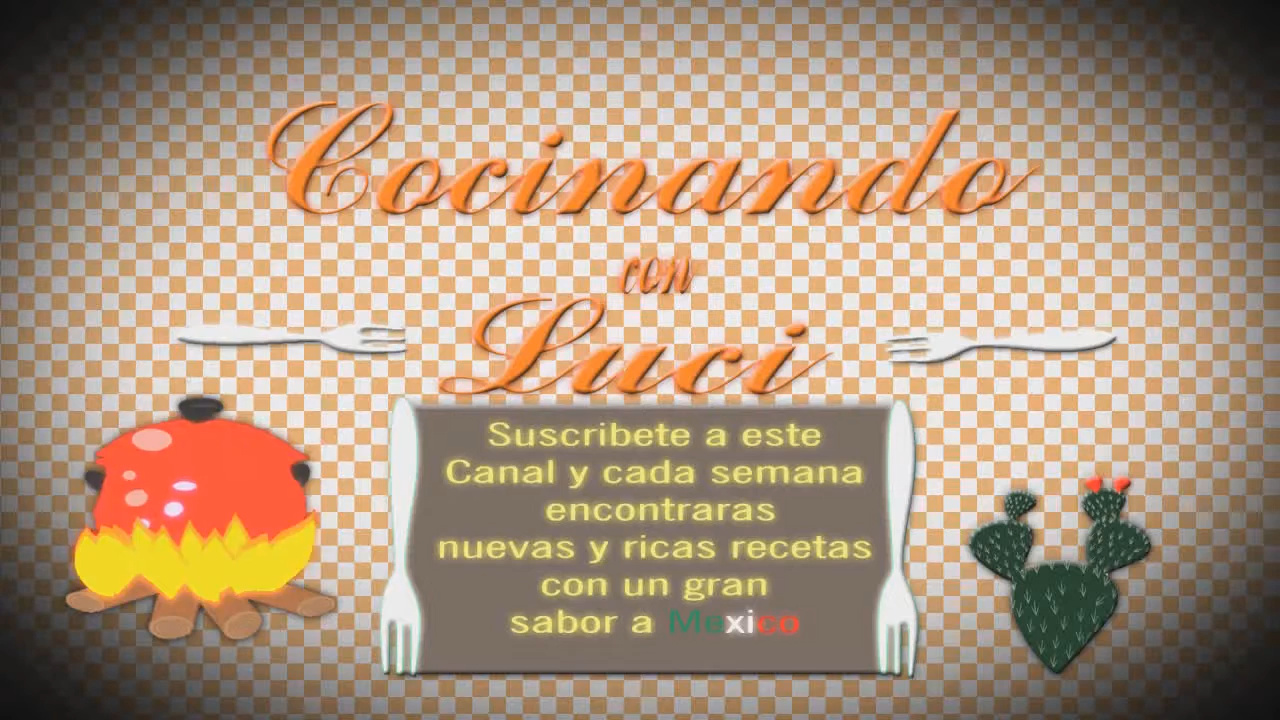 Cocinando
con
Luci
Suscribete a este
Canal y cada semana
encontraras
nuevas y ricas recetas
con un gran
sabor a Mexico